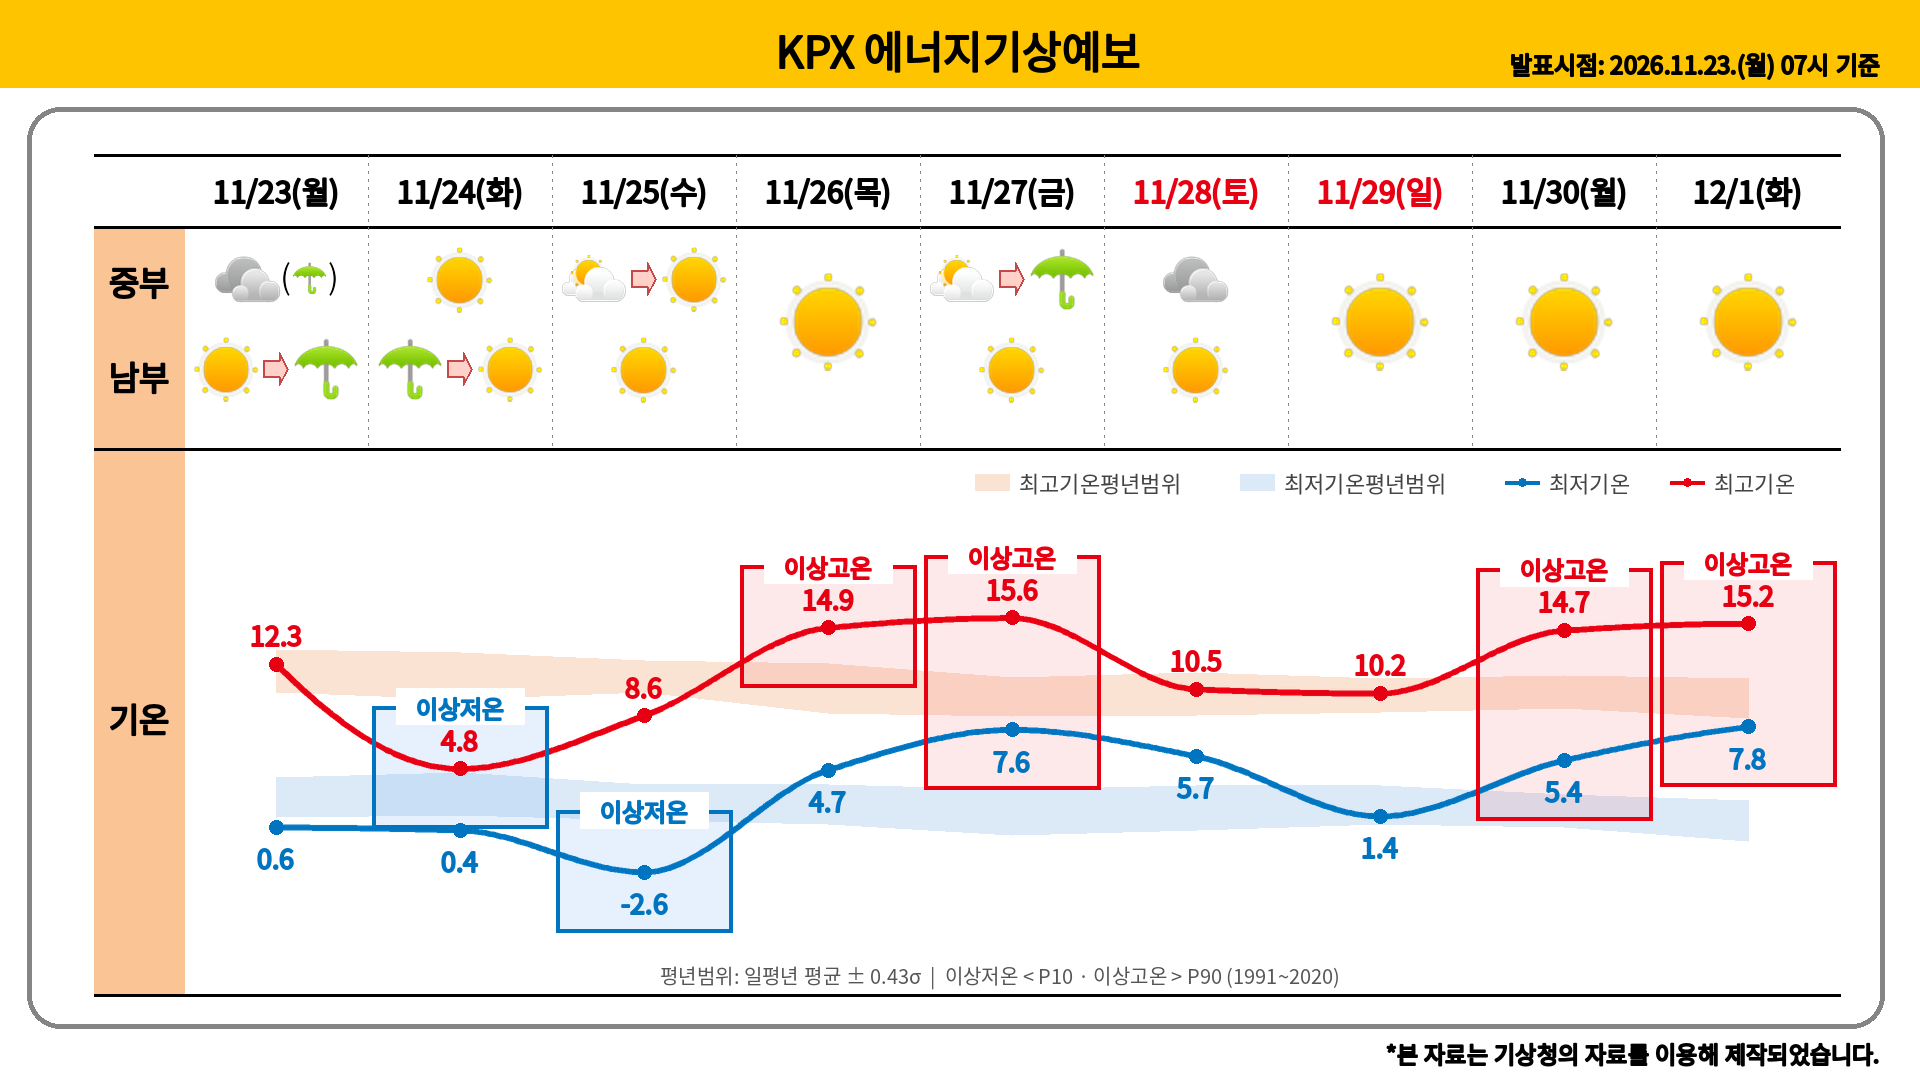 KPX 에너지기상예보
발표시점: 2026.11.23.(월) 07시 기준
11/23(월) 11/24(화) 11/25(수) 11/26(목) 11/27(금) 11/28(토) 11/29(일) 11/30(월) 12/1(화)
중부
( )
남부
최고기온평년범위 최저기온평년범위 최저기온 최고기온
기온
이상고온 이상고온 이상고온 이상고온
12.3 4.8 8.6 14.9 15.6 10.5 10.2 14.7 15.2
이상저온 이상저온
0.6 0.4 -2.6 4.7 7.6 5.7 1.4 5.4 7.8
평년범위: 일평년 평균 ± 0.43σ | 이상저온 < P10 · 이상고온 > P90 (1991~2020)
*본 자료는 기상청의 자료를 이용해 제작되었습니다.